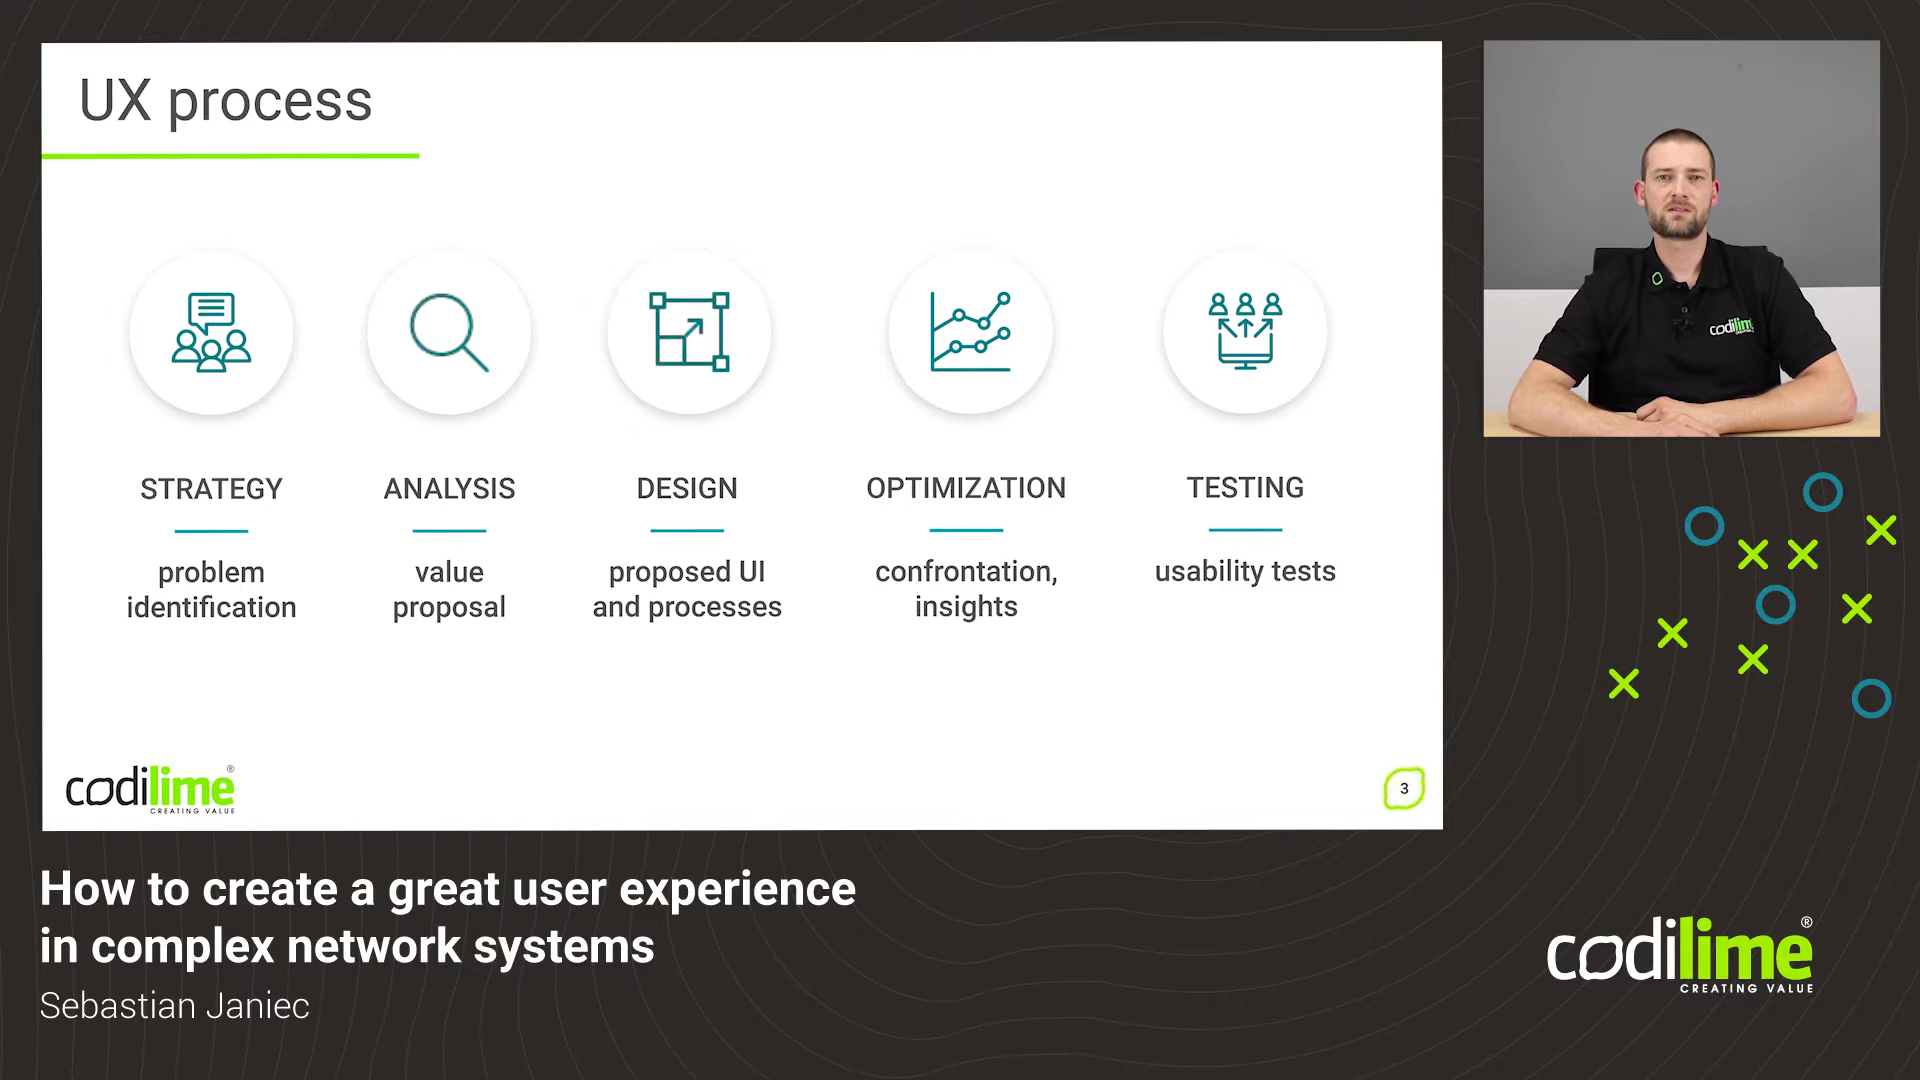 UX process
STRATEGY
problem
identification
ANALYSIS
value
proposal
DESIGN
proposed UI
and processes
OPTIMIZATION
confrontation,
insights
TESTING
usability tests
codilime®
CREATING VALUE
3
codilime
How to create a great user experience
in complex network systems
Sebastian Janiec
codilime®
CREATING VALUE